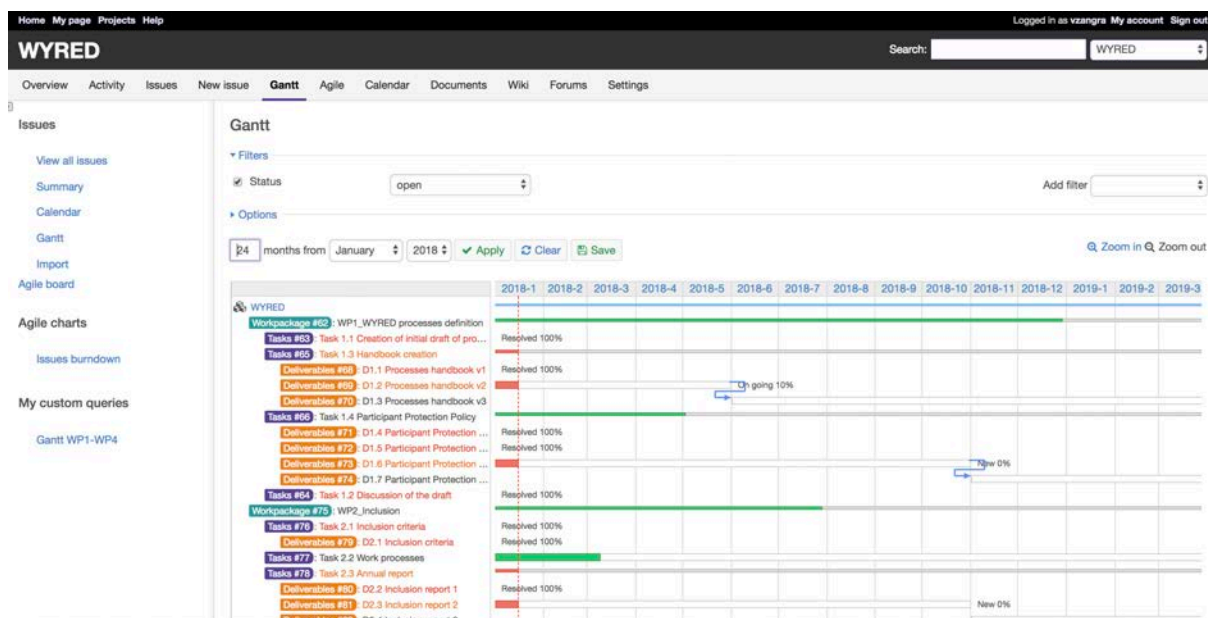 Home My page Projects Help
Logged in as vzangra My account Sign out
WYRED
Search:
WYRED
Overview Activity Issues New issue Gantt Agile Calendar Documents Wiki Forums Settings
Issues
View all issues
Summary
Calendar
Gantt
Import
Agile board
Agile charts
Issues burndown
My custom queries
Gantt WP1-WP4
Gantt
Filters
Status open Add filter
Options
24 months from January 2018 Apply Clear Save Zoom in Zoom out
2018-1 2018-2 2018-3 2018-4 2018-5 2018-6 2018-7 2018-8 2018-9 2018-10 2018-11 2018-12 2019-1 2019-2 2019-3
WYRED
Workpackage #62: WP1_WYRED processes definition
Tasks #63: Task 1.1 Creation of initial draft of pro... Resolved 100%
Tasks #65: Task 1.3 Handbook creation
Deliverables #68: D1.1 Processes handbook v1 Resolved 100%
Deliverables #69: D1.2 Processes handbook v2 On going 10%
Deliverables #70: D1.3 Processes handbook v3
Tasks #66: Task 1.4 Participant Protection Policy
Deliverables #71: D1.4 Participant Protection ... Resolved 100%
Deliverables #72: D1.5 Participant Protection ... Resolved 100%
Deliverables #73: D1.6 Participant Protection ... New 0%
Deliverables #74: D1.7 Participant Protection ...
Tasks #64: Task 1.2 Discussion of the draft Resolved 100%
Workpackage #75: WP2_Inclusion
Tasks #76: Task 2.1 Inclusion criteria Resolved 100%
Deliverables #79: D2.1 Inclusion criteria Resolved 100%
Tasks #77: Task 2.2 Work processes
Tasks #78: Task 2.3 Annual report
Deliverables #80: D2.2 Inclusion report 1 Resolved 100%
Deliverables #81: D2.3 Inclusion report 2 New 0%